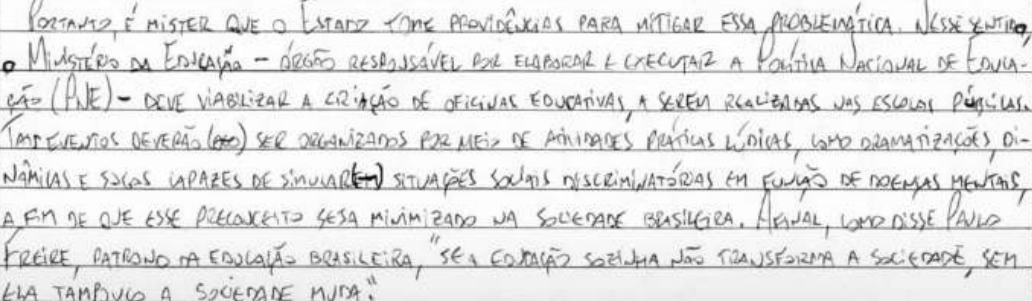 PORTANTO, É MISTER QUE O ESTADO TOME PROVIDÊNCIAS PARA MITIGAR ESSA PROBLEMÁTICA. NESSE SENTIDO,
o MINISTÉRIO DA EDUCAÇÃO – ÓRGÃO RESPONSÁVEL POR ELABORAR E EXECUTAR A POLÍTICA NACIONAL DE EDUCA-
ÇÃO (PNE) – DEVE VIABILIZAR A CRIAÇÃO DE OFICINAS EDUCATIVAS, A SEREM REALIZADAS NAS ESCOLAS PÚBLICAS.
TAIS EVENTOS DEVERÃO SER ORGANIZADOS POR MEIO DE ATIVIDADES PRÁTICAS LÚDICAS, COMO DRAMATIZAÇÕES, DI-
NÂMICAS E JOGOS CAPAZES DE SIMULAR SITUAÇÕES SOCIAIS DISCRIMINATÓRIAS EM FUNÇÃO DE DOENÇAS MENTAIS,
A FIM DE QUE ESSE PRECONCEITO SEJA MINIMIZADO NA SOCIEDADE BRASILEIRA. AFINAL, COMO DISSE PAULO
FREIRE, PATRONO DA EDUCAÇÃO BRASILEIRA, "SE A EDUCAÇÃO SOZINHA NÃO TRANSFORMA A SOCIEDADE, SEM
ELA TAMPOUCO A SOCIEDADE MUDA."